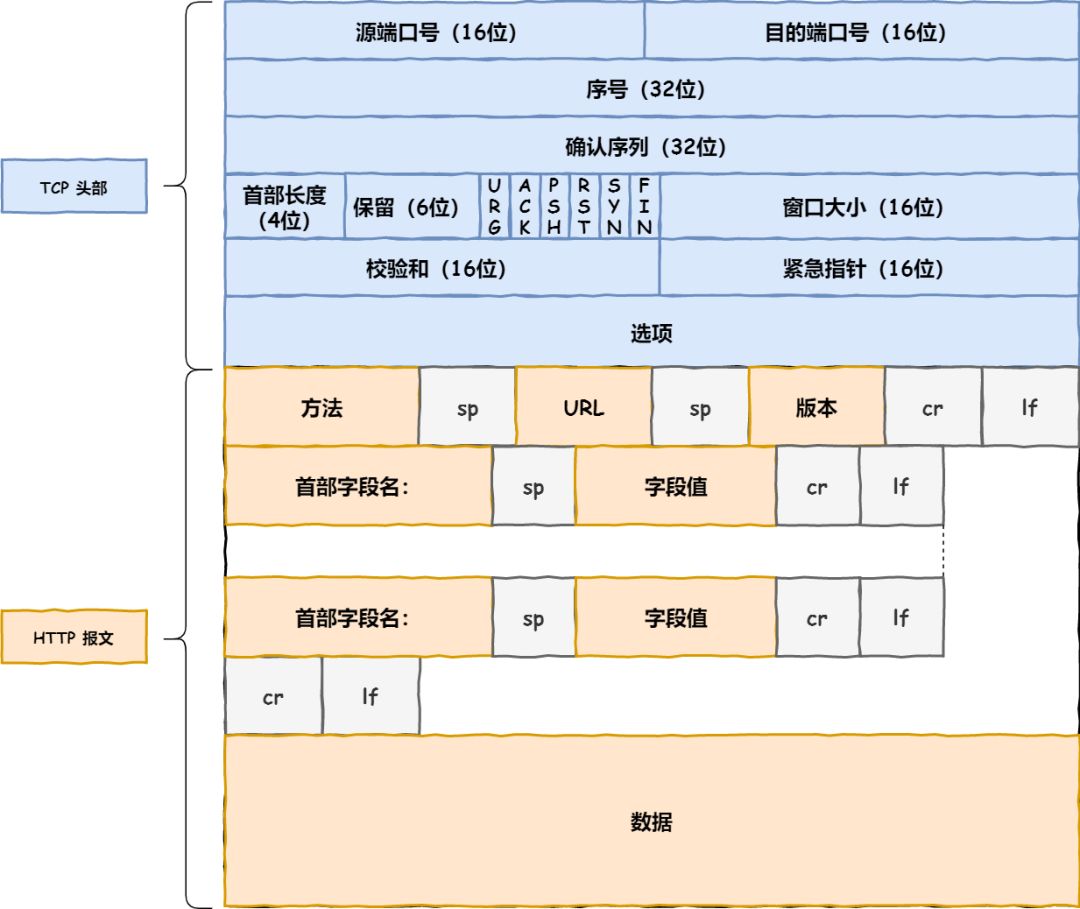 源端口号（16位）
目的端口号（16位）
序号（32位）
确认序列（32位）
TCP 头部
首部长度
（4位）
保留（6位）
URG
ACK
PSH
RST
SYN
FIN
窗口大小（16位）
校验和（16位）
紧急指针（16位）
选项
方法
sp
URL
sp
版本
cr
lf
首部字段名：
sp
字段值
cr
lf
HTTP 报文
首部字段名：
sp
字段值
cr
lf
cr
lf
数据